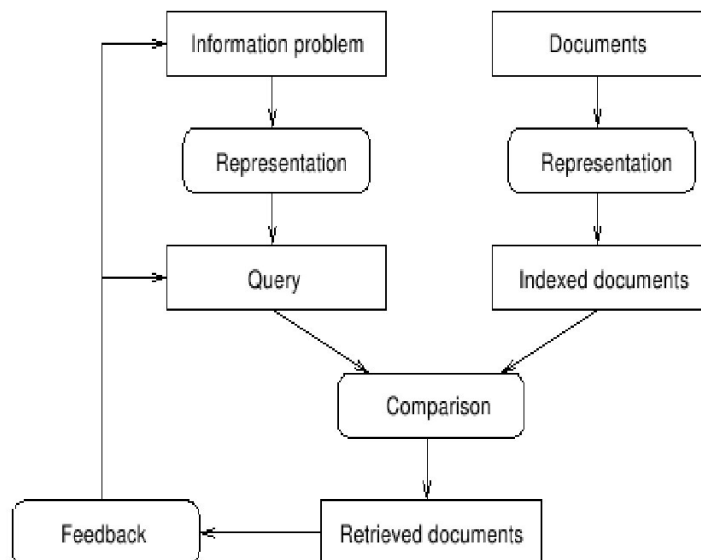 Information problem
Documents
Representation
Representation
Query
Indexed documents
Comparison
Feedback
Retrieved documents